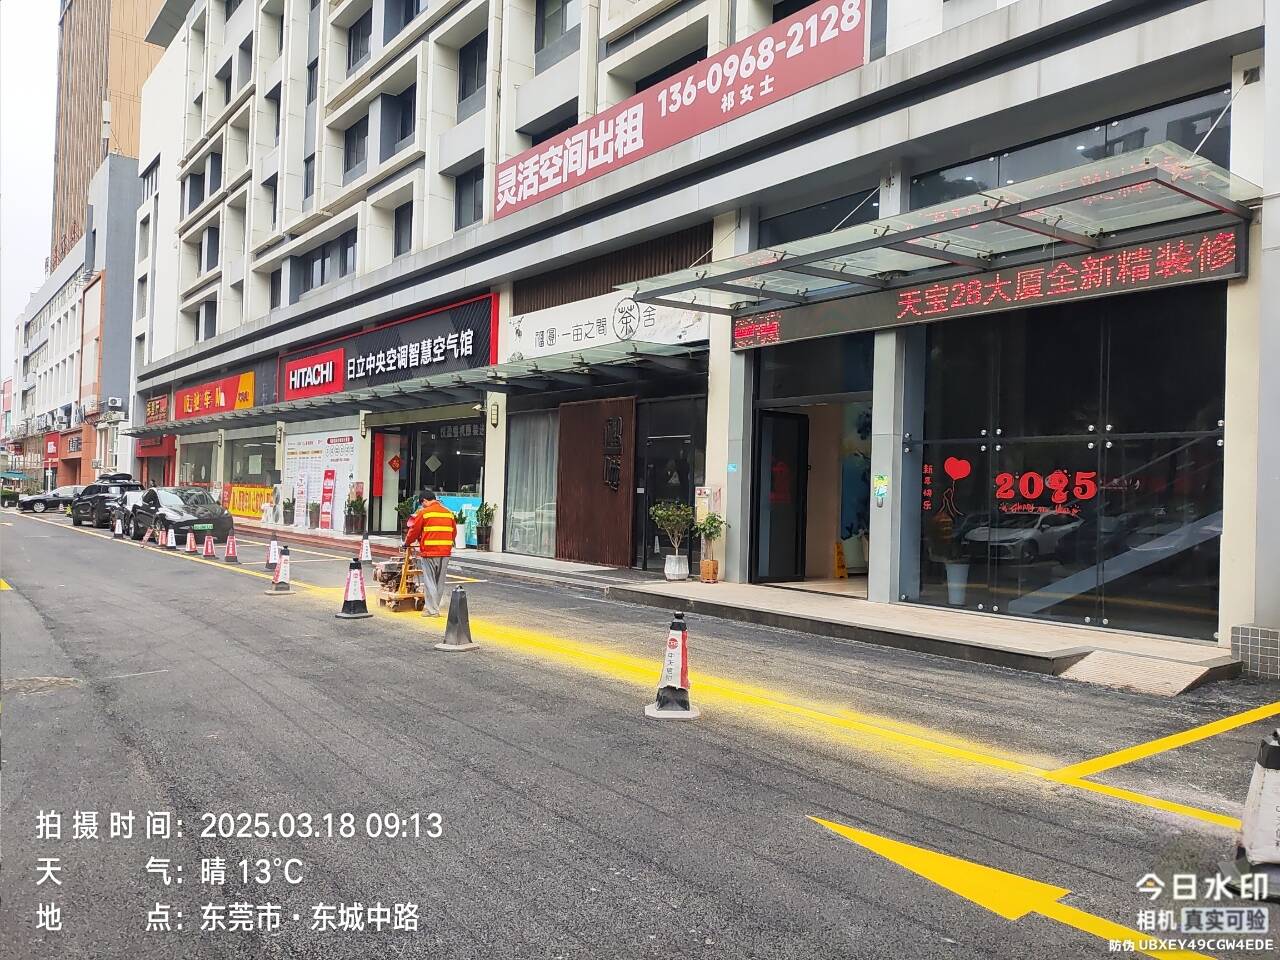 136-0968-2128
灵活空间出租
祁女士
天宝28大厦全新精装修
HITACHI
日立中央空调智慧空气馆
一亩之間
茶
舍
新年快乐
2025
拍摄时间：2025.03.18 09:13
天气：晴 13°C
地点：东莞市·东城中路
今日水印
相机 真实可验
防伪 UBXEY49CGW4EDE